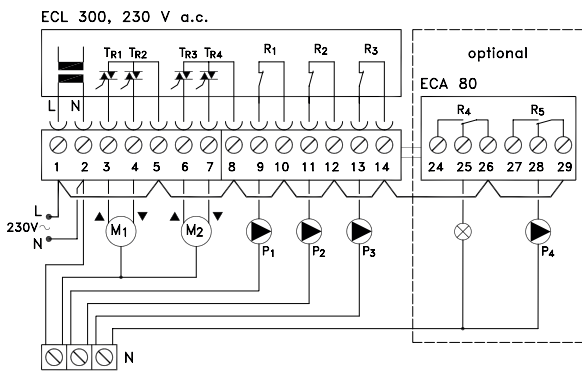 ECL 300, 230 V a.c.
optional
TR1 TR2 TR3 TR4 R1 R2 R3
ECA 80
L N
R4 R5
1 2 3 4 5 6 7 8 9 10 11 12 13 14 24 25 26 27 28 29
L
230V~
N
M1 M2 P1 P2 P3 P4
N